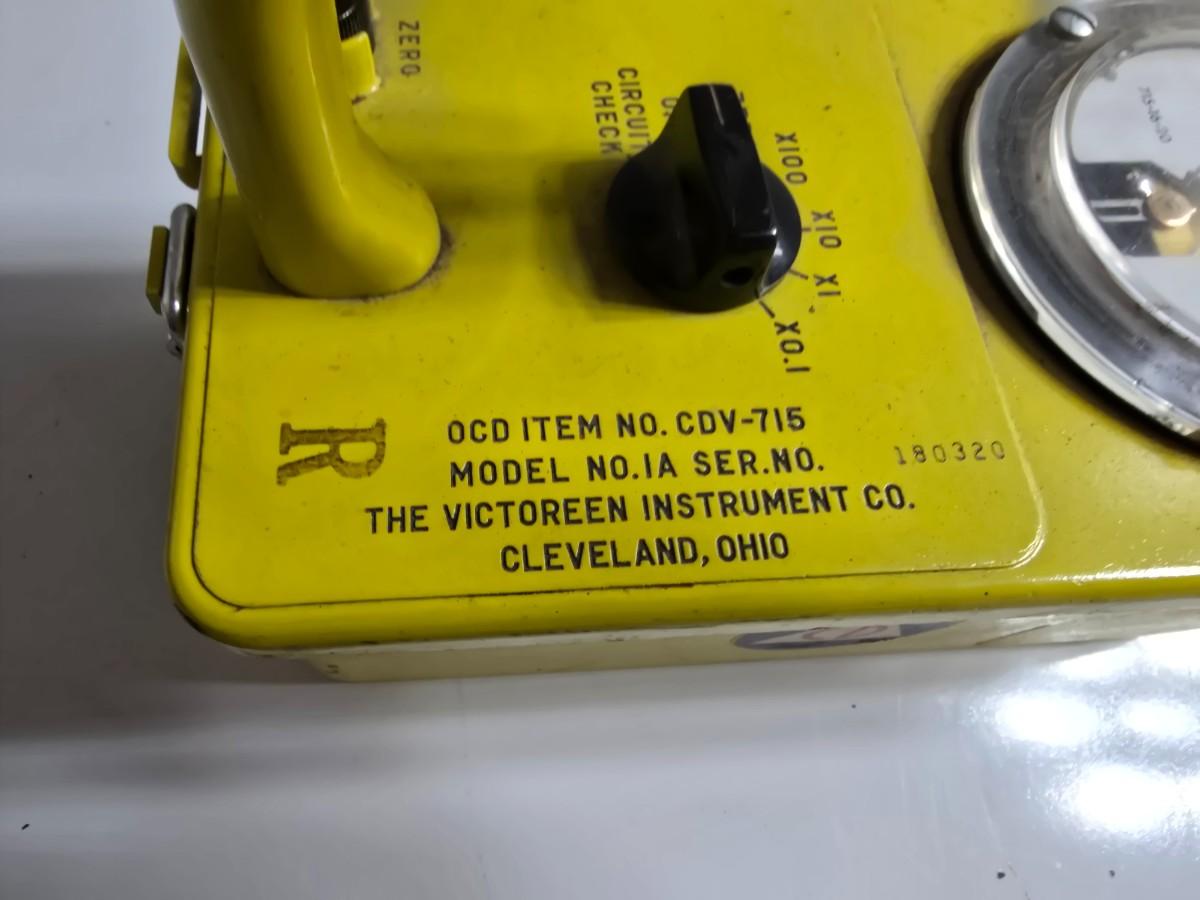 ZERO
CIRCUIT
CHECK
X100
X10
X1
X0.1
R
OCD ITEM NO. CDV-715
MODEL NO.1A SER.NO. 180320
THE VICTOREEN INSTRUMENT CO.
CLEVELAND, OHIO
CD